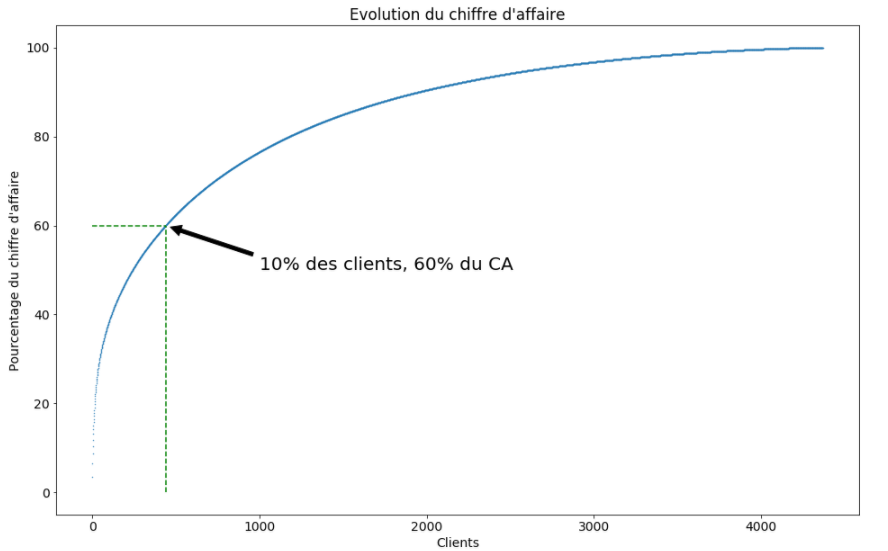 Evolution du chiffre d'affaire
100
80
60
40
20
0
Pourcentage du chiffre d'affaire
10% des clients, 60% du CA
0
1000
2000
3000
4000
Clients